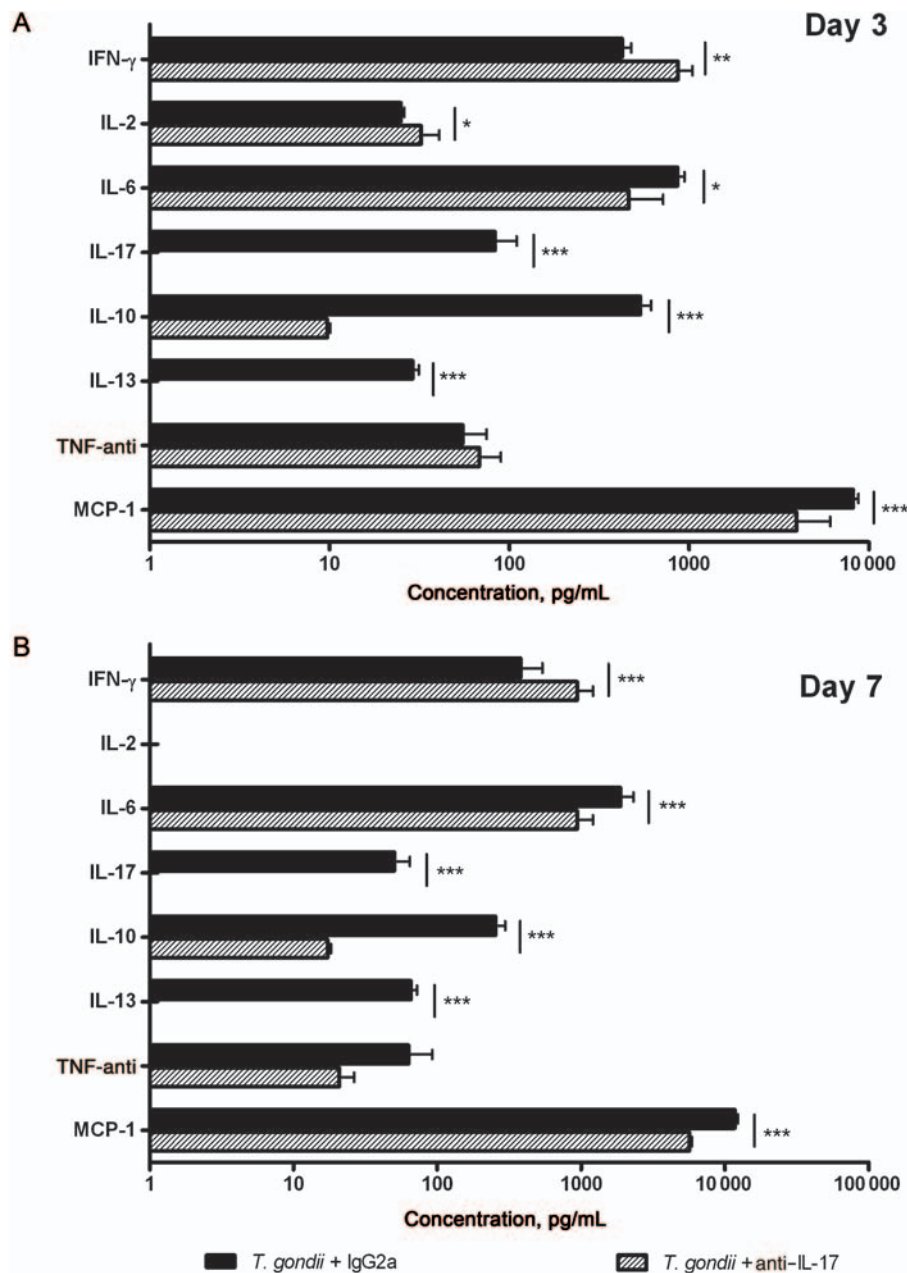 A
Day 3
IFN-γ
**
IL-2
*
IL-6
*
IL-17
***
IL-10
***
IL-13
***
TNF-anti
MCP-1
***
1 10 100 1000 10 000
Concentration, pg/mL
B
Day 7
IFN-γ
***
IL-2
IL-6
***
IL-17
***
IL-10
***
IL-13
***
TNF-anti
MCP-1
***
1 10 100 1000 10 000 100 000
Concentration, pg/mL
T. gondii + IgG2a T. gondii + anti-IL-17